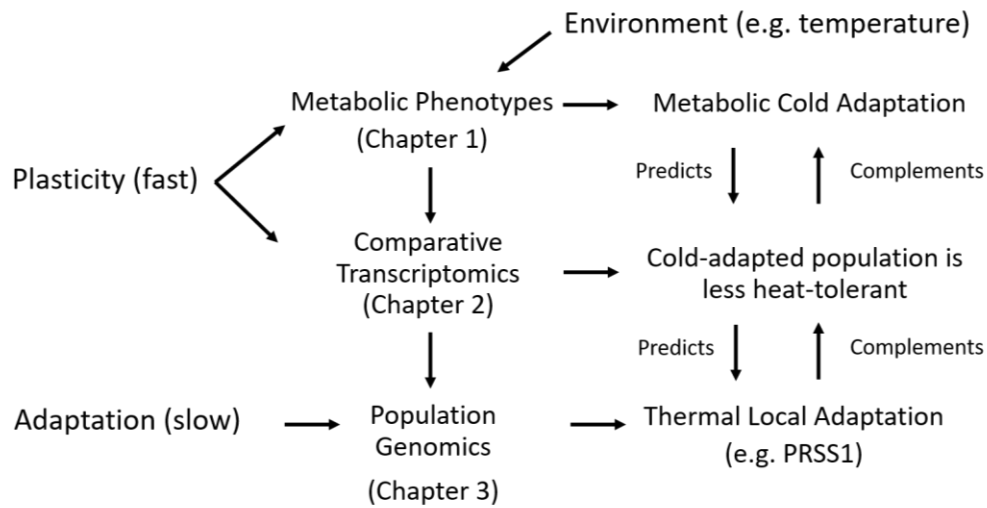 Environment (e.g. temperature)
Metabolic Phenotypes
(Chapter 1)
Metabolic Cold Adaptation
Plasticity (fast)
Predicts
Complements
Comparative
Transcriptomics
(Chapter 2)
Cold-adapted population is
less heat-tolerant
Predicts
Complements
Adaptation (slow)
Population
Genomics
(Chapter 3)
Thermal Local Adaptation
(e.g. PRSS1)